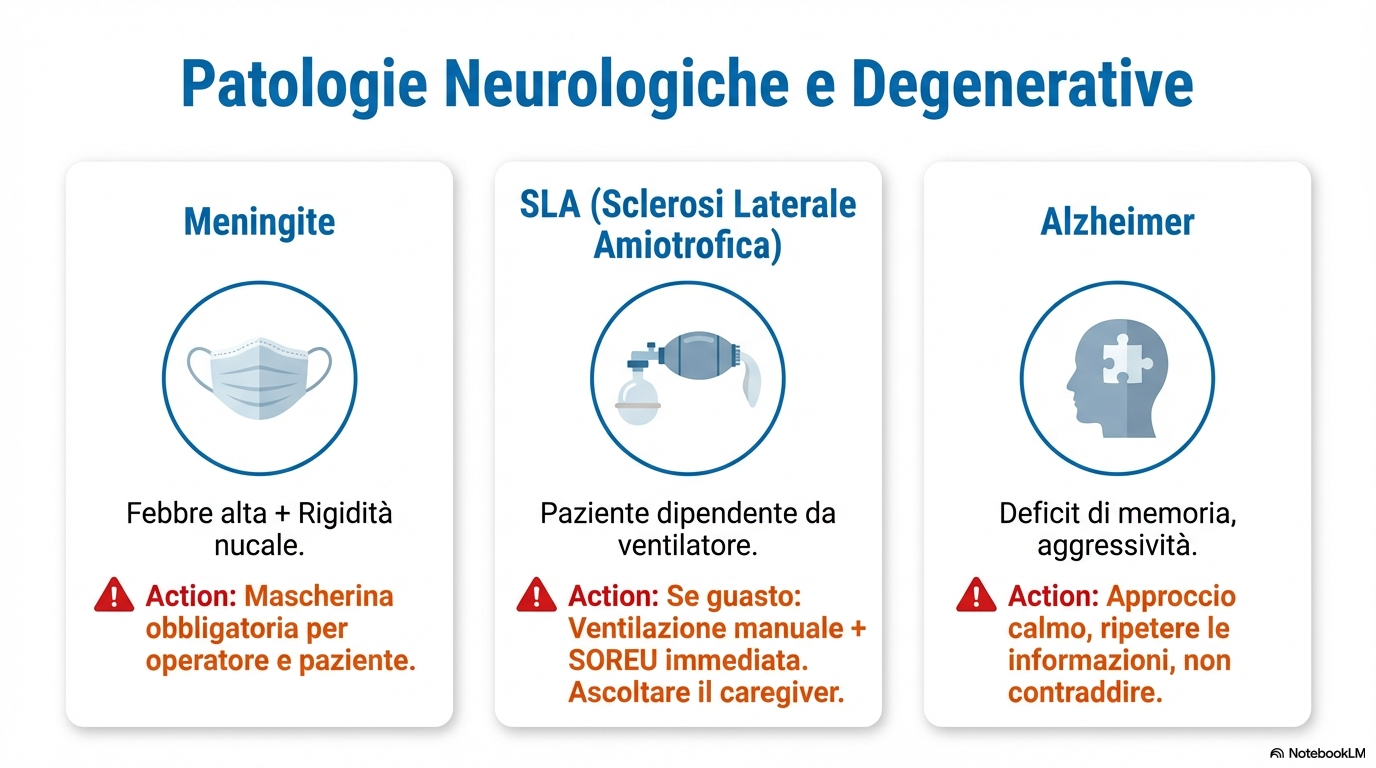 Patologie Neurologiche e Degenerative
Meningite
Febbre alta + Rigidità
nucale.
Action: Mascherina
obbligatoria per
operatore e paziente.
SLA (Sclerosi Laterale
Amiotrofica)
Paziente dipendente da
ventilatore.
Action: Se guasto:
Ventilazione manuale +
SOREU immediata.
Ascoltare il caregiver.
Alzheimer
Deficit di memoria,
aggressività.
Action: Approccio
calmo, ripetere le
informazioni, non
contraddire.
NotebookLM